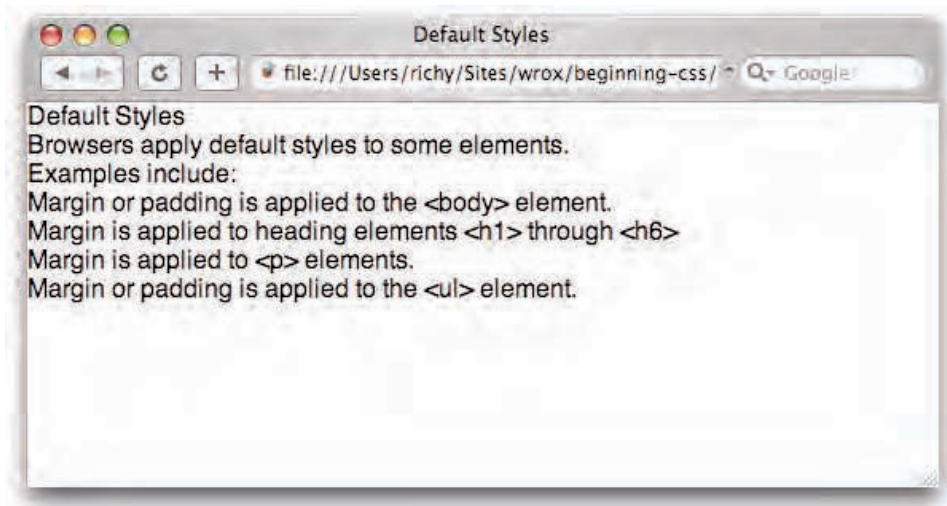 Default Styles
file:///Users/richy/Sites/wrox/beginning-css/ Google
Default Styles
Browsers apply default styles to some elements.
Examples include:
Margin or padding is applied to the <body> element.
Margin is applied to heading elements <h1> through <h6>
Margin is applied to <p> elements.
Margin or padding is applied to the <ul> element.